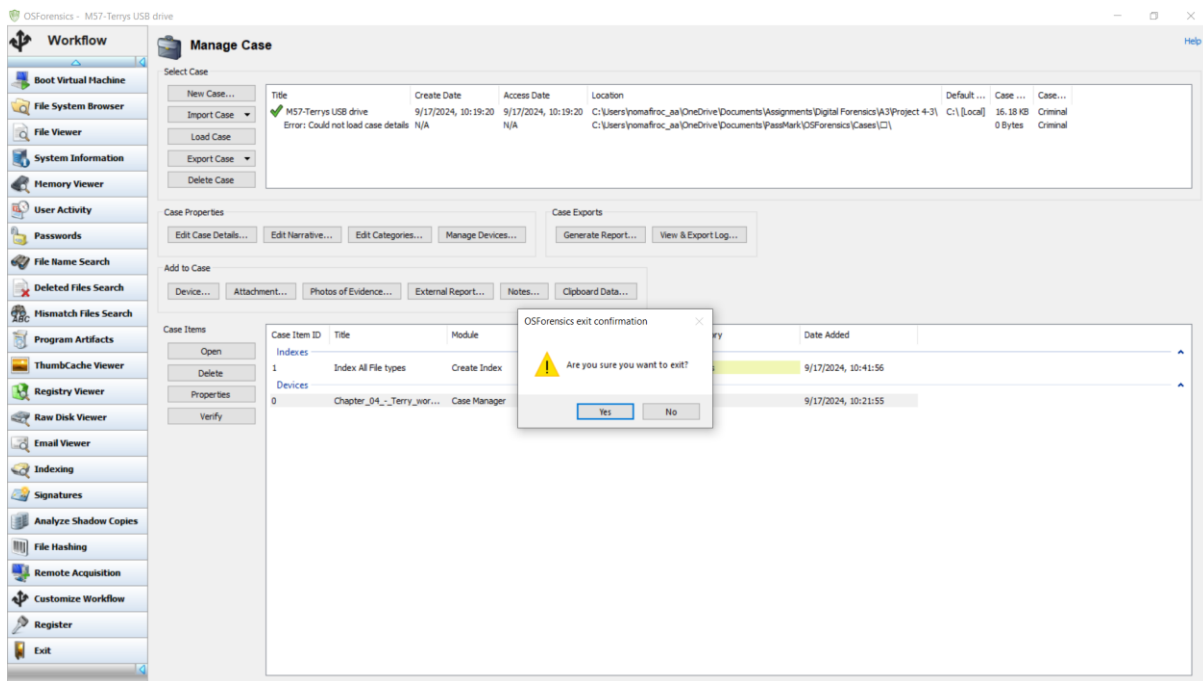 OSForensics - M57-Terrys USB drive
Workflow
Boot Virtual Machine
File System Browser
File Viewer
System Information
Memory Viewer
User Activity
Passwords
File Name Search
Deleted Files Search
Mismatch Files Search
Program Artifacts
ThumbCache Viewer
Registry Viewer
Raw Disk Viewer
Email Viewer
Indexing
Signatures
Analyze Shadow Copies
File Hashing
Remote Acquisition
Customize Workflow
Register
Exit
Manage Case
Help
Select Case
New Case...
Import Case
Load Case
Export Case
Delete Case
Title Create Date Access Date Location Default ... Case ... Case...
M57-Terrys USB drive 9/17/2024, 10:19:20 9/17/2024, 10:19:20 C:\Users\nomafiroc_aa\OneDrive\Documents\Assignments\Digital Forensics\A3\Project 4-3\ C:\ [Local] 16.18 KB Criminal
Error: Could not load case details N/A N/A C:\Users\nomafiroc_aa\OneDrive\Documents\PassMark\OSForensics\Cases\□\ 0 Bytes Criminal
Case Properties
Edit Case Details... Edit Narrative... Edit Categories... Manage Devices...
Case Exports
Generate Report... View & Export Log...
Add to Case
Device... Attachment... Photos of Evidence... External Report... Notes... Clipboard Data...
Case Items
Open
Delete
Properties
Verify
Case Item ID Title Module ry Date Added
Indexes
1 Index All File types Create Index s 9/17/2024, 10:41:56
Devices
0 Chapter_04_-_Terry_wor... Case Manager 9/17/2024, 10:21:55
OSForensics exit confirmation
Are you sure you want to exit?
Yes No